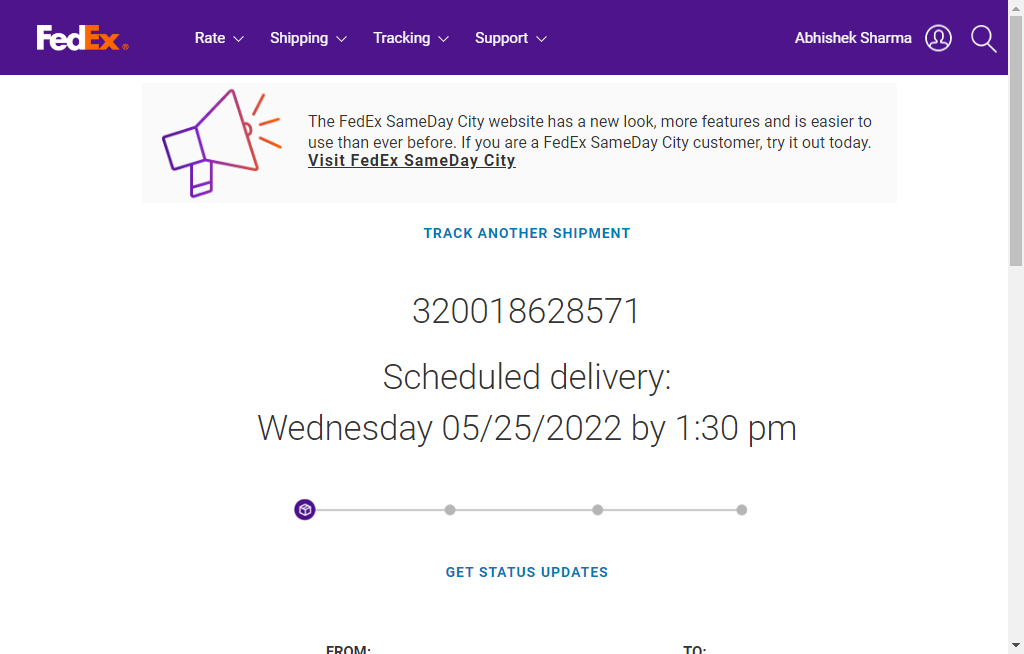 FedEx®
Rate
Shipping
Tracking
Support
Abhishek Sharma
The FedEx SameDay City website has a new look, more features and is easier to
use than ever before. If you are a FedEx SameDay City customer, try it out today.
Visit FedEx SameDay City
TRACK ANOTHER SHIPMENT
320018628571
Scheduled delivery:
Wednesday 05/25/2022 by 1:30 pm
GET STATUS UPDATES
FROM:
TO: